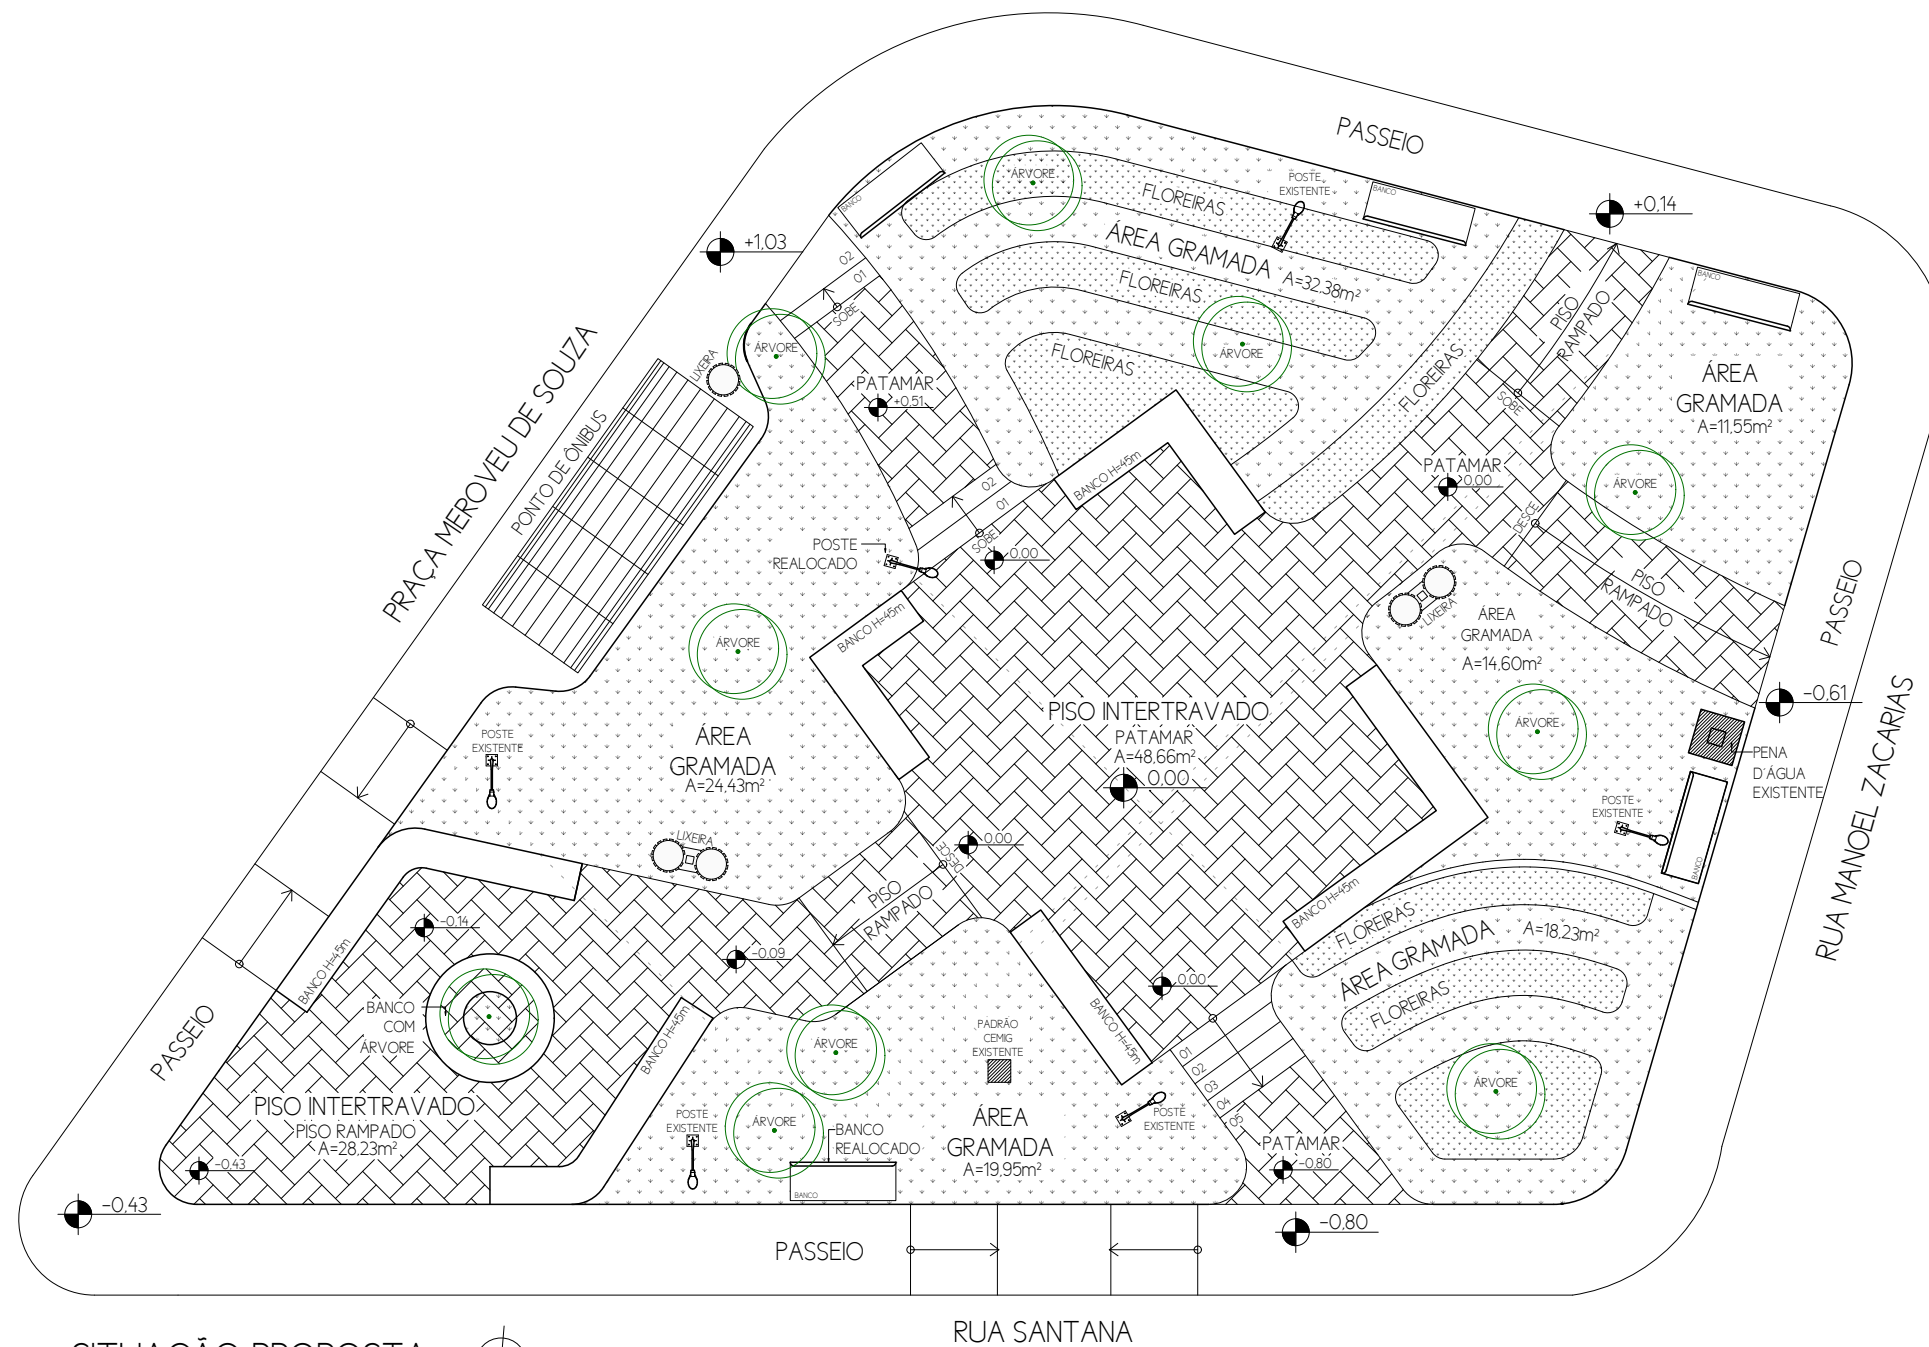 PASSEIO
+0,14
+1,03
BANCO
ÁRVORE
FLOREIRAS
POSTE
EXISTENTE
BANCO
ÁREA GRAMADA A=32,38m²
FLOREIRAS
FLOREIRAS
ÁRVORE
FLOREIRAS
02
01
SOBE
PATAMAR
+0,51
02
01
SOBE
0,00
ÁRVORE
LIXEIRA
PONTO DE ÔNIBUS
PRAÇA MEROVEU DE SOUZA
PISO
RAMPADO
SOBE
BANCO
ÁREA
GRAMADA
A=11,55m²
ÁRVORE
PATAMAR
0,00
DESCE
PISO
RAMPADO
PASSEIO
RUA MANOEL ZACARIAS
-0,61
BANCO H=45m
POSTE
REALOCADO
BANCO H=45m
ÁRVORE
LIXEIRA
ÁREA
GRAMADA
A=14,60m²
ÁRVORE
PENA
D'ÁGUA
EXISTENTE
POSTE
EXISTENTE
BANCO
PISO INTERTRAVADO
PATAMAR
A=48,66m²
0,00
POSTE
EXISTENTE
ÁREA
GRAMADA
A=24,43m²
LIXEIRA
0,00
DESCE
PISO
RAMPADO
-0,09
-0,14
BANCO H=45m
BANCO
COM
ÁRVORE
BANCO H=45m
PASSEIO
PISO INTERTRAVADO
PISO RAMPADO
A=28,23m²
-0,43
-0,43
BANCO H=45m
FLOREIRAS
ÁREA GRAMADA A=18,23m²
FLOREIRAS
ÁRVORE
0,00
BANCO H=45m
01
02
03
04
05
PATAMAR
-0,80
-0,80
PADRÃO
CEMIG
EXISTENTE
ÁRVORE
ÁRVORE
POSTE
EXISTENTE
BANCO
REALOCADO
BANCO
ÁREA
GRAMADA
A=19,95m²
POSTE
EXISTENTE
PASSEIO
RUA SANTANA
SITUAÇÃO PROPOSTA